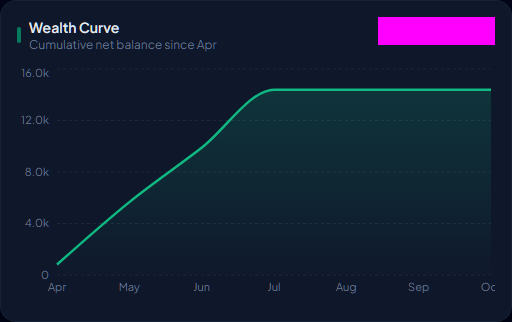 Wealth Curve
Cumulative net balance since Apr
16.0k
12.0k
8.0k
4.0k
0
Apr May Jun Jul Aug Sep Oc